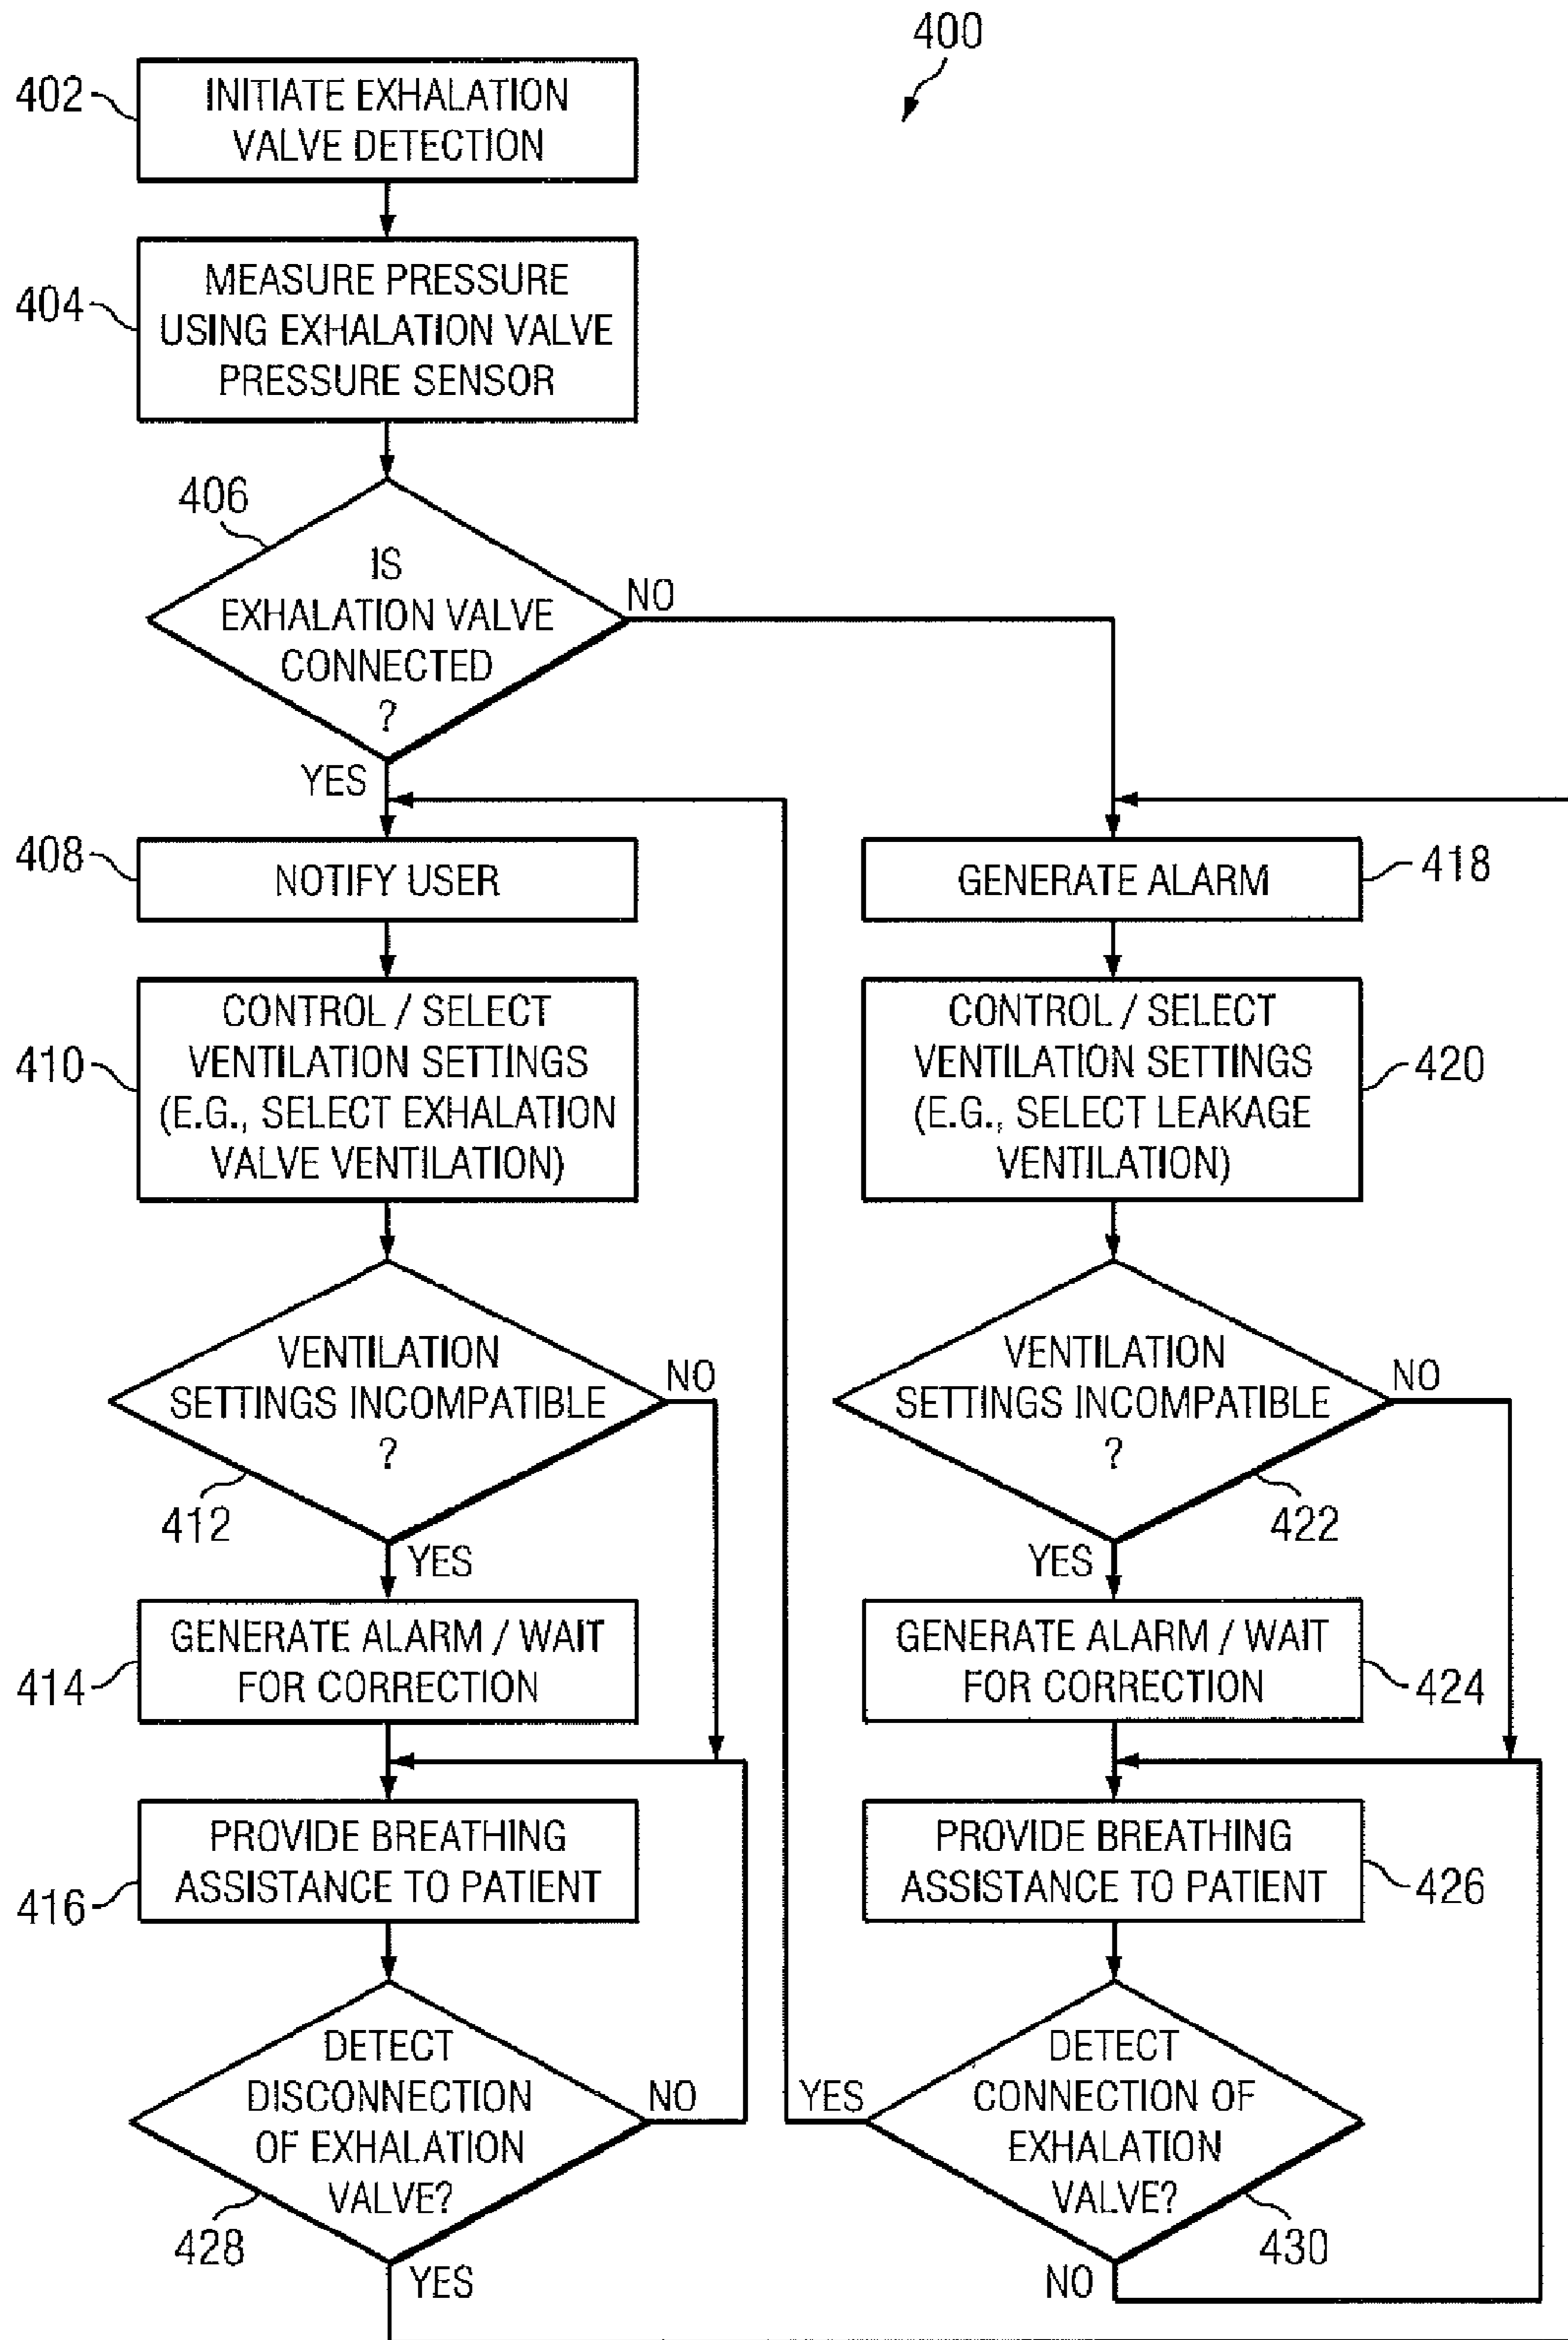 400
402
INITIATE EXHALATION
VALVE DETECTION
404
MEASURE PRESSURE
USING EXHALATION VALVE
PRESSURE SENSOR
406
IS
EXHALATION VALVE
CONNECTED
?
NO
YES
408
NOTIFY USER
GENERATE ALARM
418
410
CONTROL / SELECT
VENTILATION SETTINGS
(E.G., SELECT EXHALATION
VALVE VENTILATION)
CONTROL / SELECT
VENTILATION SETTINGS
(E.G., SELECT LEAKAGE
VENTILATION)
420
VENTILATION
SETTINGS INCOMPATIBLE
?
NO
412
YES
VENTILATION
SETTINGS INCOMPATIBLE
?
NO
422
YES
414
GENERATE ALARM / WAIT
FOR CORRECTION
GENERATE ALARM / WAIT
FOR CORRECTION
424
416
PROVIDE BREATHING
ASSISTANCE TO PATIENT
PROVIDE BREATHING
ASSISTANCE TO PATIENT
426
DETECT
DISCONNECTION
OF EXHALATION
VALVE?
NO
428
YES
YES
DETECT
CONNECTION OF
EXHALATION
VALVE?
430
NO